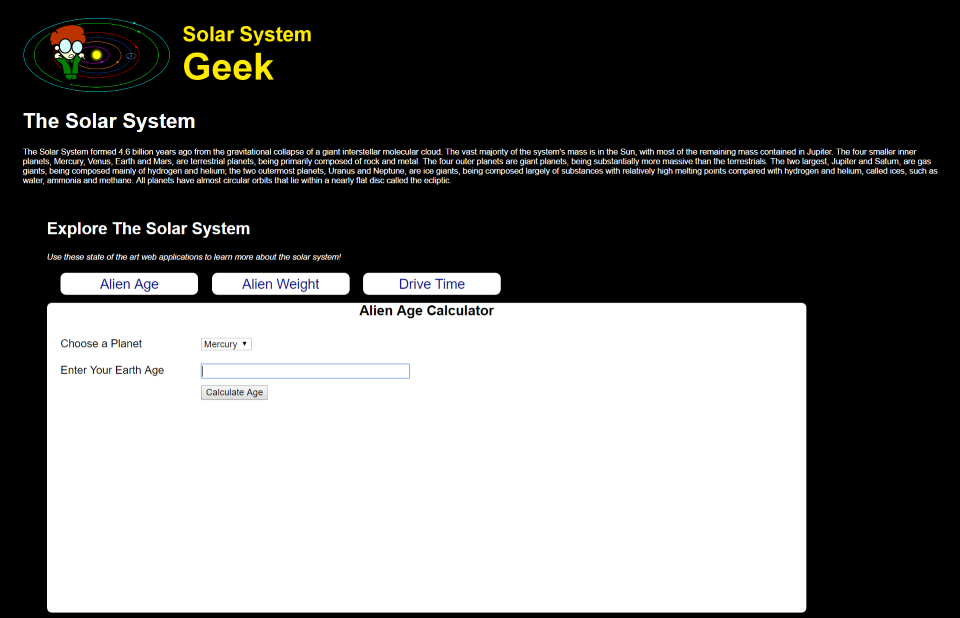 Solar System
Geek
The Solar System
The Solar System formed 4.6 billion years ago from the gravitational collapse of a giant interstellar molecular cloud. The vast majority of the system's mass is in the Sun, with most of the remaining mass contained in Jupiter. The four smaller inner
planets, Mercury, Venus, Earth and Mars, are terrestrial planets, being primarily composed of rock and metal. The four outer planets are giant planets, being substantially more massive than the terrestrials. The two largest, Jupiter and Saturn, are gas
giants, being composed mainly of hydrogen and helium; the two outermost planets, Uranus and Neptune, are ice giants, being composed largely of substances with relatively high melting points compared with hydrogen and helium, called ices, such as
water, ammonia and methane. All planets have almost circular orbits that lie within a nearly flat disc called the ecliptic.
Explore The Solar System
Use these state of the art web applications to learn more about the solar system!
Alien Age Alien Weight Drive Time
Alien Age Calculator
Choose a Planet Mercury
Enter Your Earth Age
Calculate Age